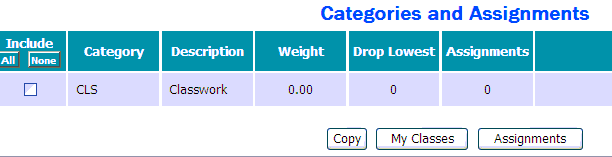 Categories and Assignments
Include Category Description Weight Drop Lowest Assignments
All None
CLS Classwork 0.00 0 0
Copy My Classes Assignments